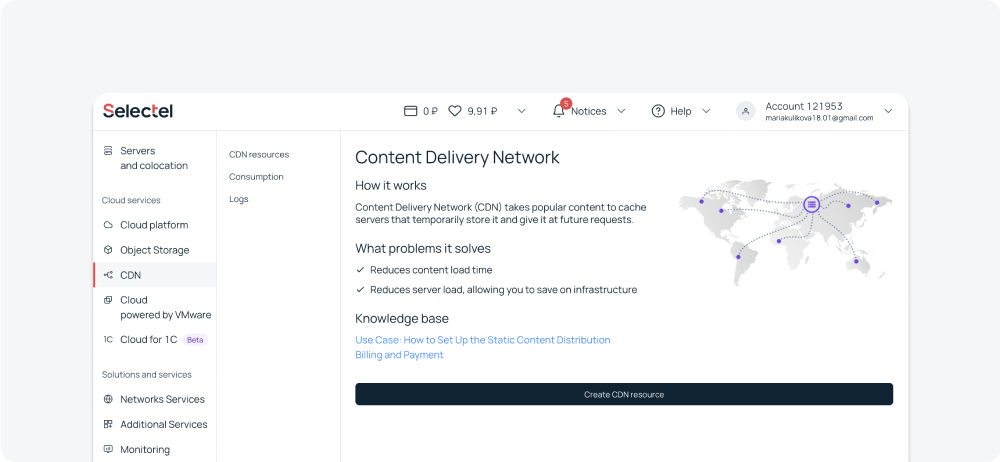 Selectel
0 ₽
9,91 ₽
5
Notices
Help
Account 121953
mariakulikova18.01@gmail.com
Servers
and colocation
Cloud services
Cloud platform
Object Storage
CDN
Cloud
powered by VMware
1C Cloud for 1C Beta
Solutions and services
Networks Services
Additional Services
Monitoring
CDN resources
Consumption
Logs
Content Delivery Network
How it works
Content Delivery Network (CDN) takes popular content to cache
servers that temporarily store it and give it at future requests.
What problems it solves
Reduces content load time
Reduces server load, allowing you to save on infrastructure
Knowledge base
Use Case: How to Set Up the Static Content Distribution
Billing and Payment
Create CDN resource